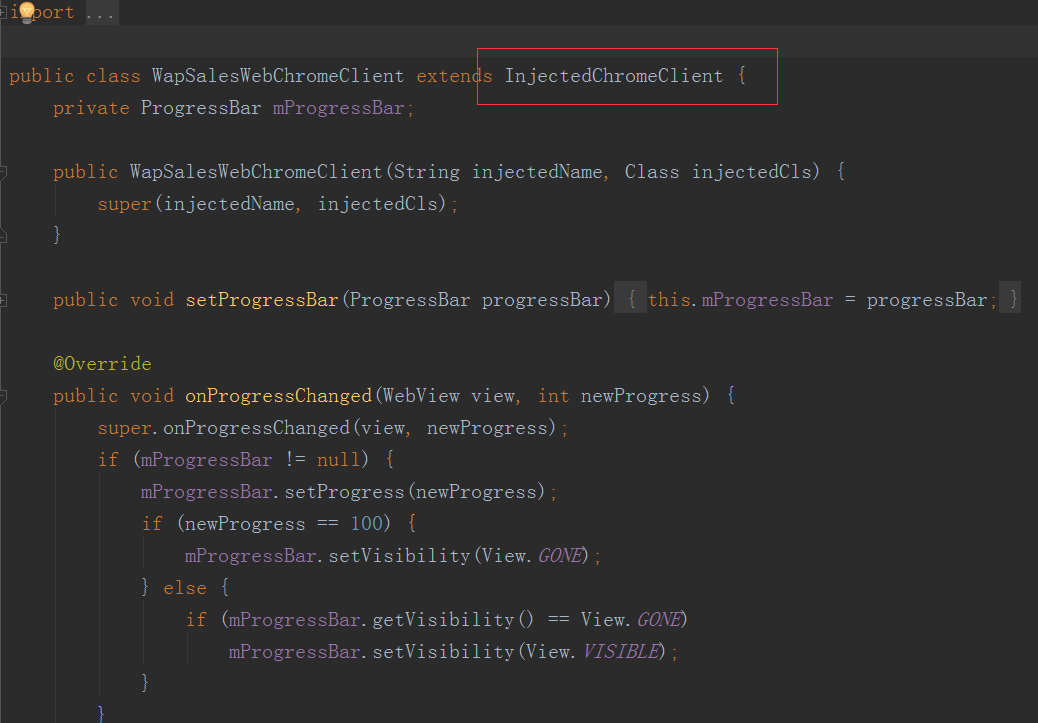 import ...
public class WapSalesWebChromeClient extends InjectedChromeClient {
private ProgressBar mProgressBar;
public WapSalesWebChromeClient(String injectedName, Class injectedCls) {
super(injectedName, injectedCls);
}
public void setProgressBar(ProgressBar progressBar) { this.mProgressBar = progressBar; }
@Override
public void onProgressChanged(WebView view, int newProgress) {
super.onProgressChanged(view, newProgress);
if (mProgressBar != null) {
mProgressBar.setProgress(newProgress);
if (newProgress == 100) {
mProgressBar.setVisibility(View.GONE);
} else {
if (mProgressBar.getVisibility() == View.GONE)
mProgressBar.setVisibility(View.VISIBLE);
}
}